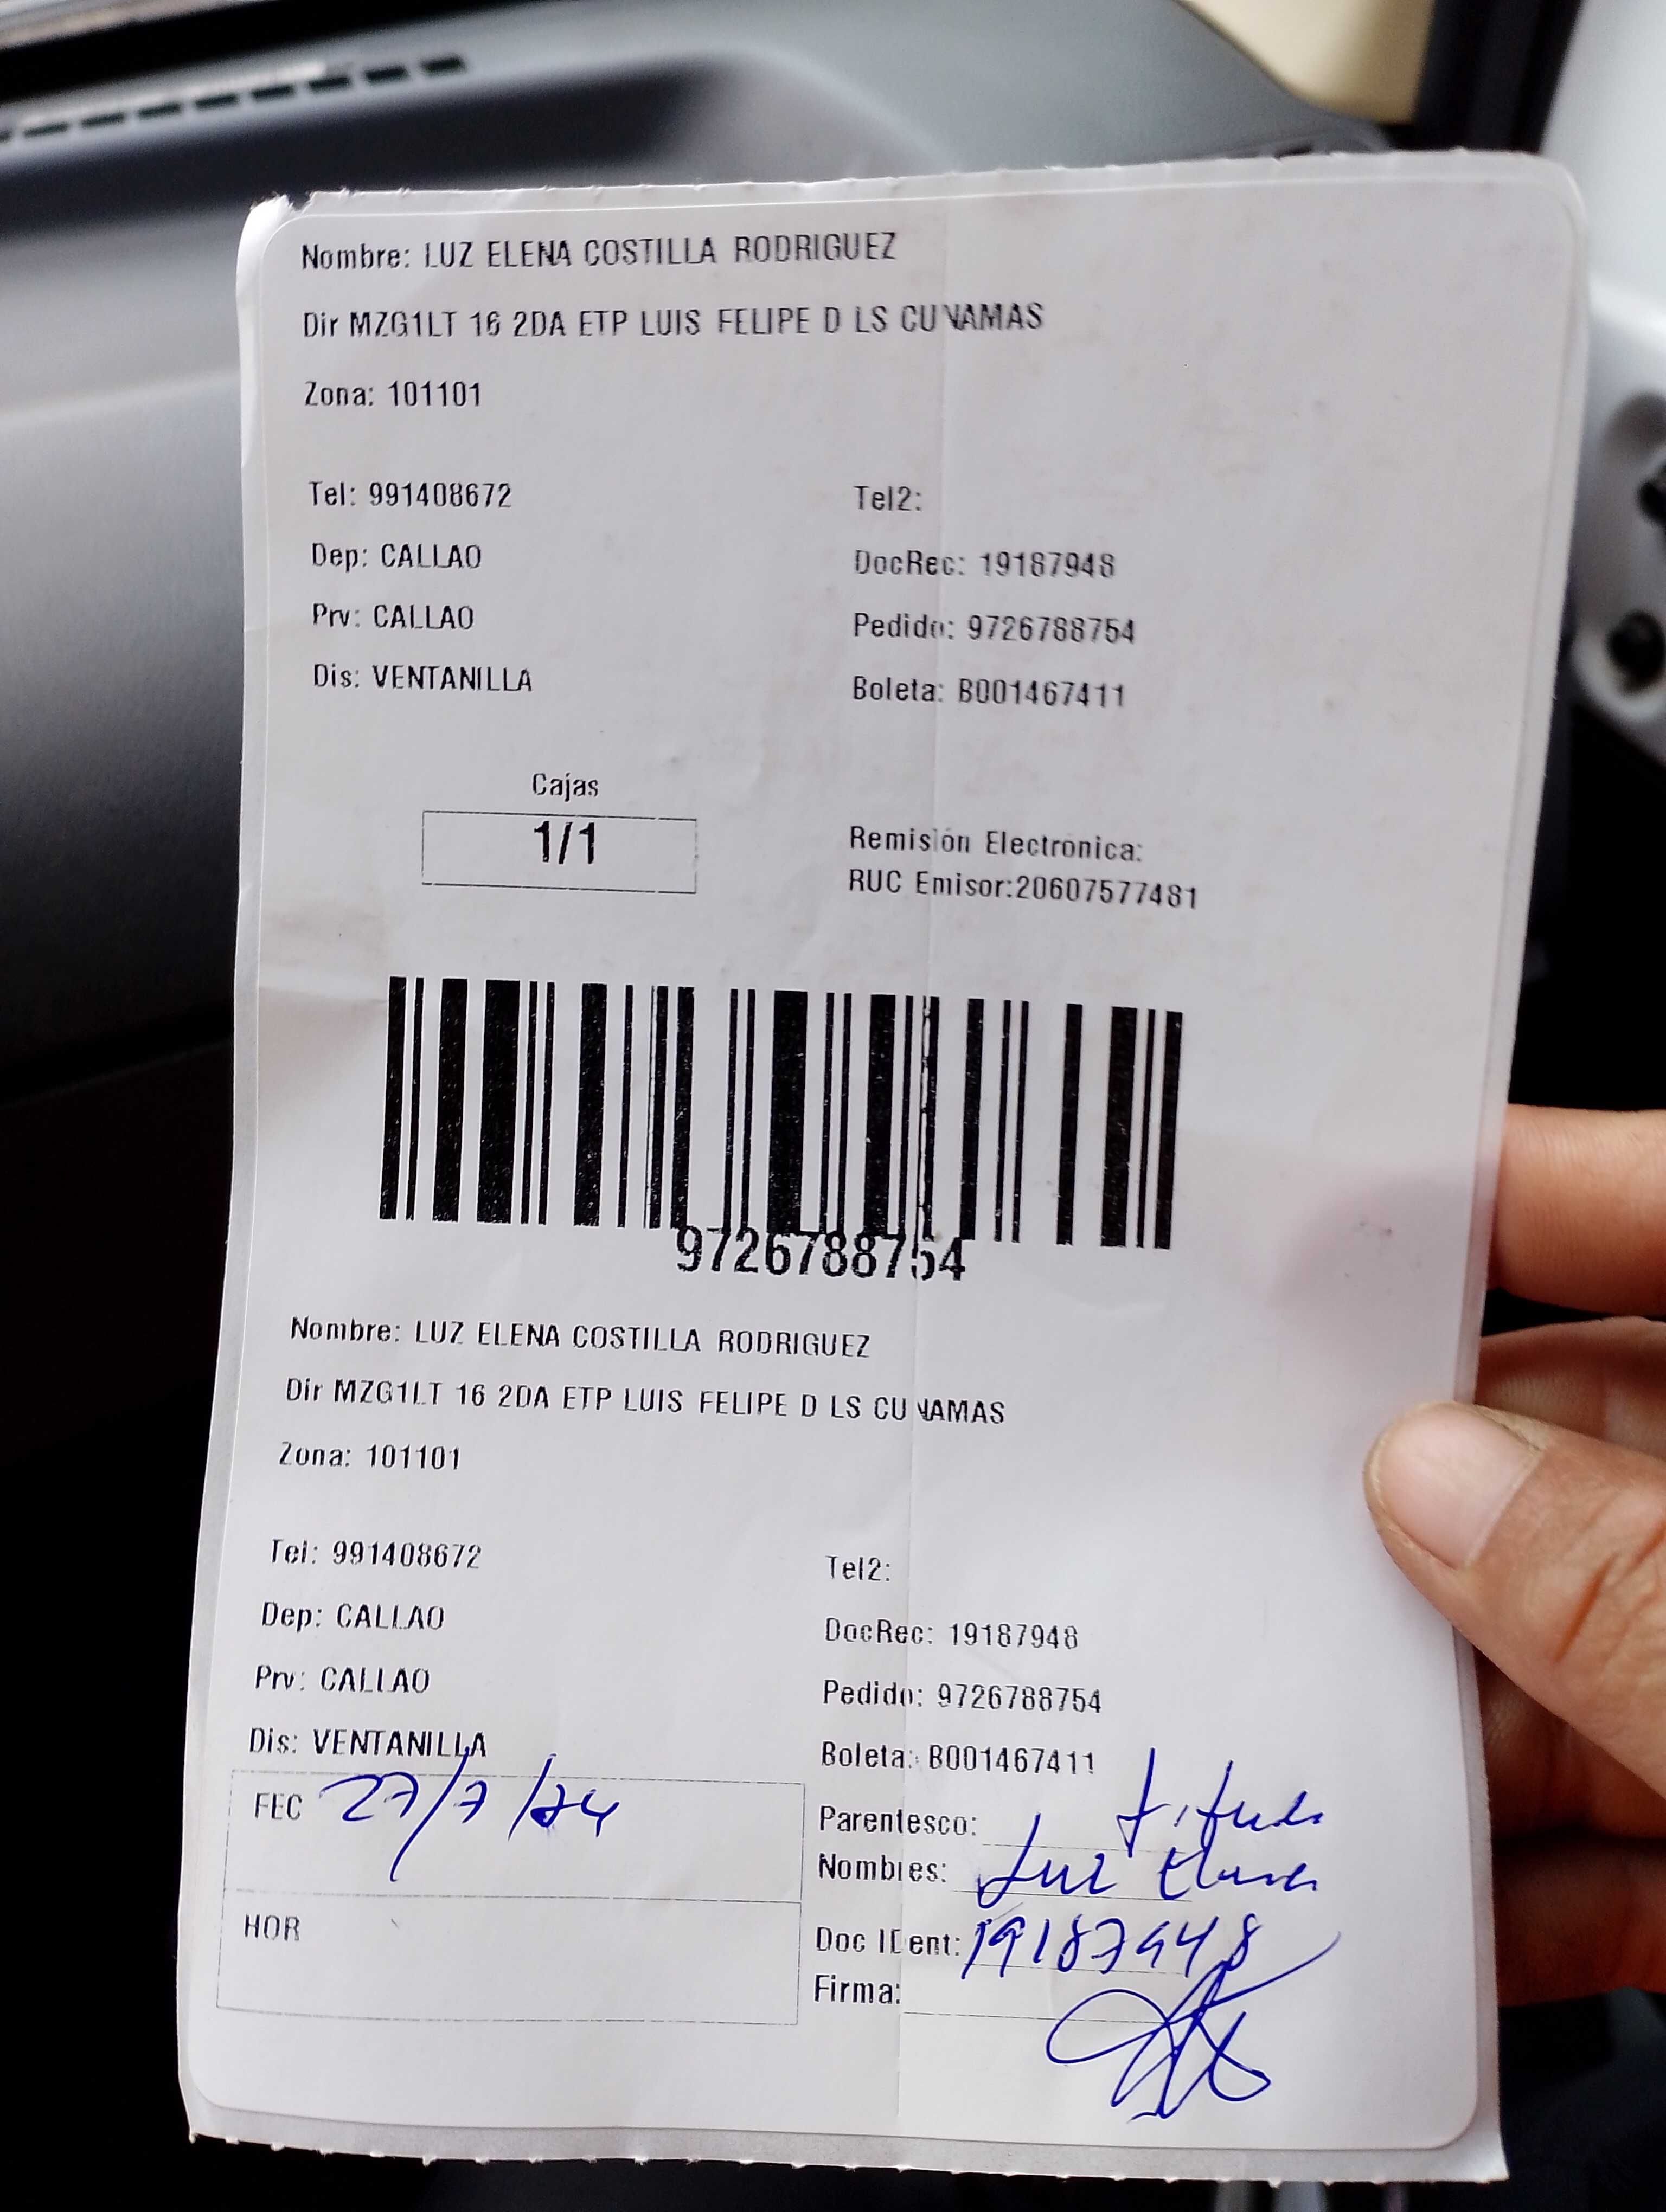 Nombre: LUZ ELENA COSTILLA RODRIGUEZ
Dir MZG1LT 16 2DA ETP LUIS FELIPE D LS CUNAMAS
Zona: 101101
Tel: 991408672
Tel2:
Dep: CALLAO
DocRec: 19187948
Prv: CALLAO
Pedido: 9726788754
Dis: VENTANILLA
Boleta: B001467411
Cajas
1/1
Remisión Electrónica:
RUC Emisor:20607577481
9726788754
Nombre: LUZ ELENA COSTILLA RODRIGUEZ
Dir MZG1LT 16 2DA ETP LUIS FELIPE D LS CUNAMAS
Zona: 101101
Tel: 991408672
Tel2:
Dep: CALLAO
DocRec: 19187948
Prv: CALLAO
Pedido: 9726788754
Dis: VENTANILLA
Boleta: B001467411
FEC 27/7/24
Parentesco: Titular
Nombres: Luz Elena
HOR
Doc IDent: 19187948
Firma: